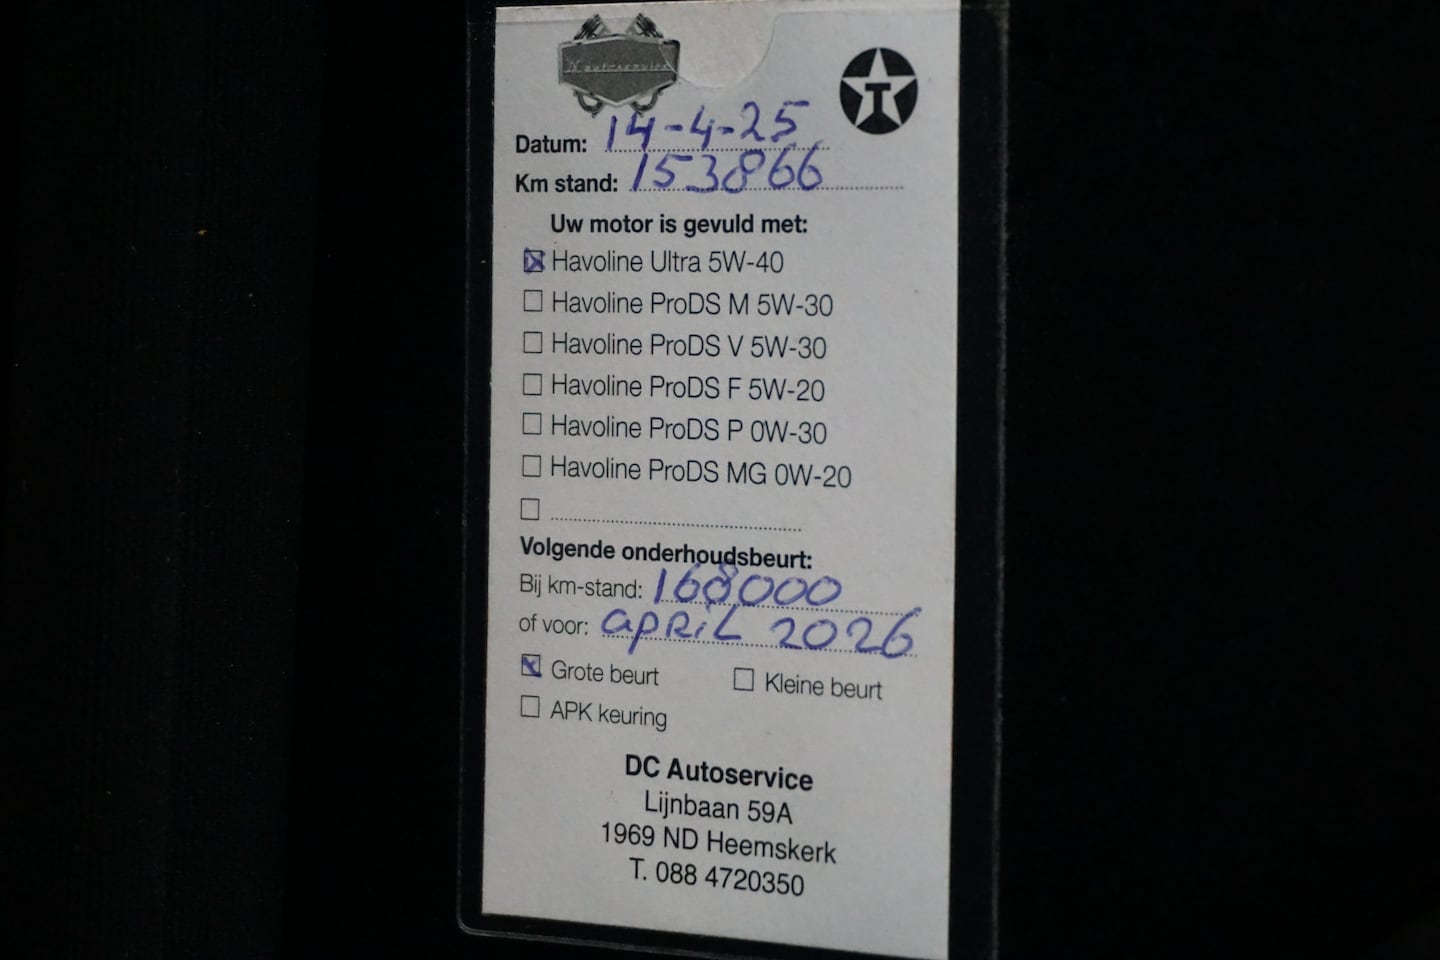 autoservice
T
Datum: 14-4-25
Km stand: 153866
Uw motor is gevuld met:
Havoline Ultra 5W-40
Havoline ProDS M 5W-30
Havoline ProDS V 5W-30
Havoline ProDS F 5W-20
Havoline ProDS P 0W-30
Havoline ProDS MG 0W-20
Volgende onderhoudsbeurt:
Bij km-stand: 168000
of voor: april 2026
Grote beurt Kleine beurt
APK keuring
DC Autoservice
Lijnbaan 59A
1969 ND Heemskerk
T. 088 4720350